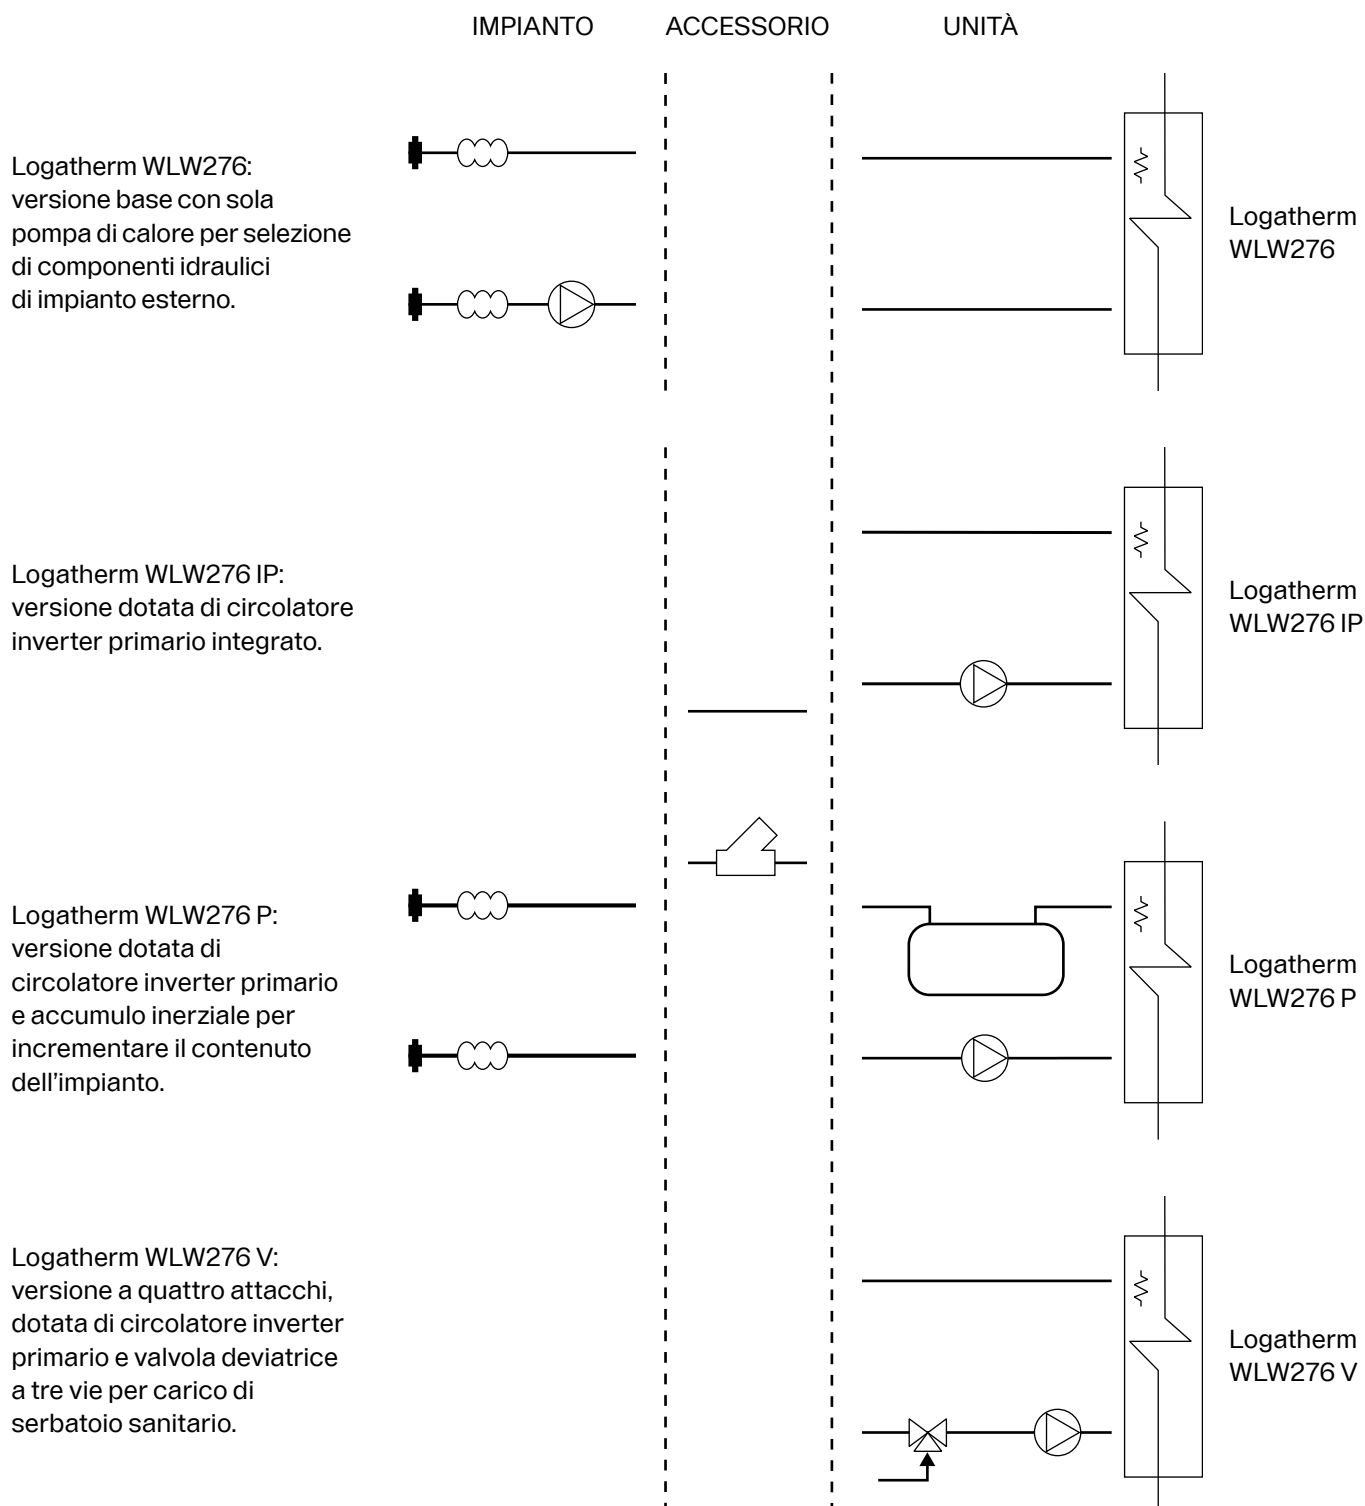 IMPIANTO
ACCESSORIO
UNITÀ
Logatherm WLW276:
versione base con sola
pompa di calore per selezione
di componenti idraulici
di impianto esterno.
Logatherm
WLW276
Logatherm WLW276 IP:
versione dotata di circolatore
inverter primario integrato.
Logatherm
WLW276 IP
Logatherm WLW276 P:
versione dotata di
circolatore inverter primario
e accumulo inerziale per
incrementare il contenuto
dell'impianto.
Logatherm
WLW276 P
Logatherm WLW276 V:
versione a quattro attacchi,
dotata di circolatore inverter
primario e valvola deviatrice
a tre vie per carico di
serbatoio sanitario.
Logatherm
WLW276 V